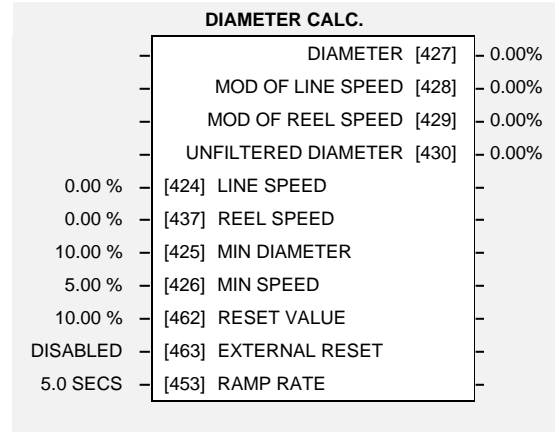 DIAMETER CALC.
– DIAMETER [427] – 0.00%
– MOD OF LINE SPEED [428] – 0.00%
– MOD OF REEL SPEED [429] – 0.00%
– UNFILTERED DIAMETER [430] – 0.00%
0.00 % – [424] LINE SPEED –
0.00 % – [437] REEL SPEED –
10.00 % – [425] MIN DIAMETER –
5.00 % – [426] MIN SPEED –
10.00 % – [462] RESET VALUE –
DISABLED – [463] EXTERNAL RESET –
5.0 SECS – [453] RAMP RATE –